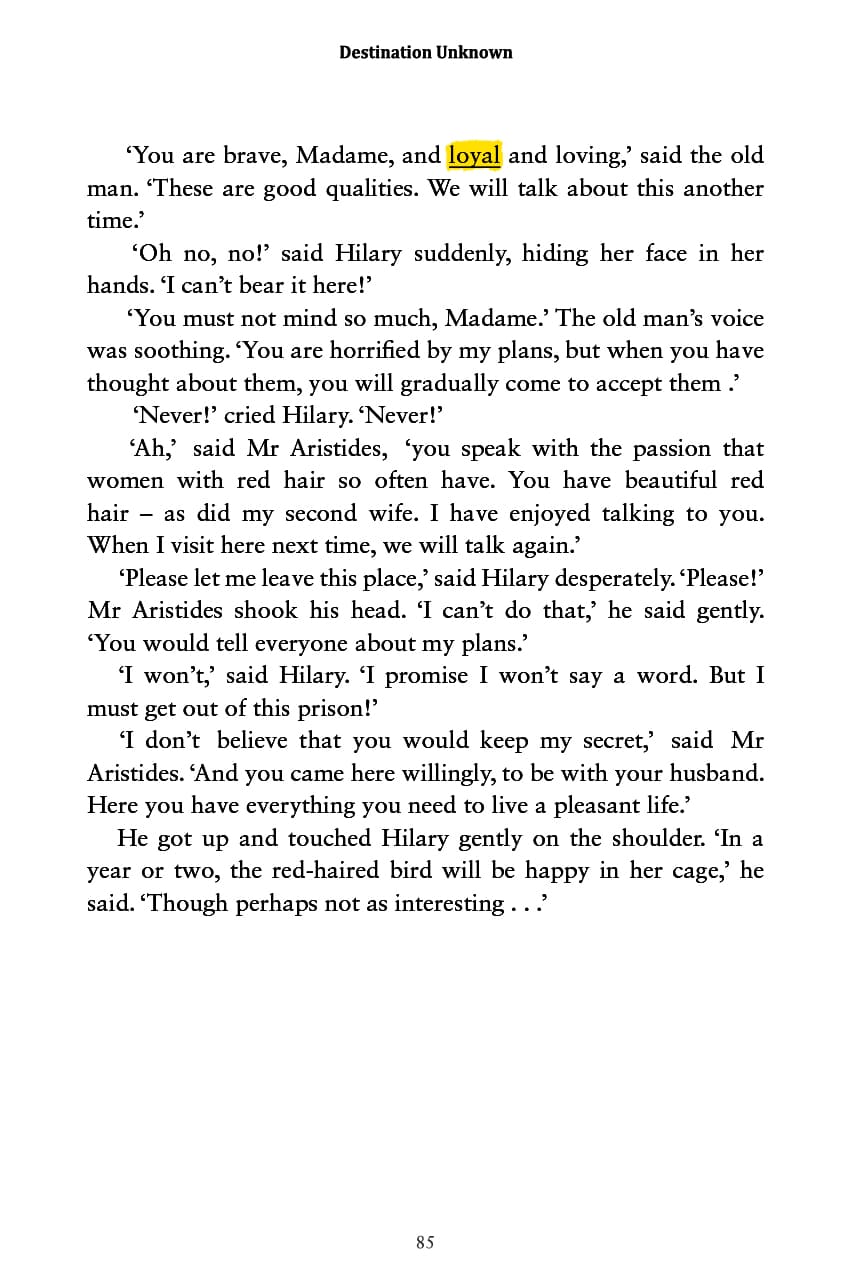 Destination Unknown
‘You are brave, Madame, and loyal and loving,’ said the old
man. ‘These are good qualities. We will talk about this another
time.’
‘Oh no, no!’ said Hilary suddenly, hiding her face in her
hands. ‘I can’t bear it here!’
‘You must not mind so much, Madame.’ The old man’s voice
was soothing. ‘You are horrified by my plans, but when you have
thought about them, you will gradually come to accept them .’
‘Never!’ cried Hilary. ‘Never!’
‘Ah,’ said Mr Aristides, ‘you speak with the passion that
women with red hair so often have. You have beautiful red
hair – as did my second wife. I have enjoyed talking to you.
When I visit here next time, we will talk again.’
‘Please let me leave this place,’ said Hilary desperately. ‘Please!’
Mr Aristides shook his head. ‘I can’t do that,’ he said gently.
‘You would tell everyone about my plans.’
‘I won’t,’ said Hilary. ‘I promise I won’t say a word. But I
must get out of this prison!’
‘I don’t believe that you would keep my secret,’ said Mr
Aristides. ‘And you came here willingly, to be with your husband.
Here you have everything you need to live a pleasant life.’
He got up and touched Hilary gently on the shoulder. ‘In a
year or two, the red-haired bird will be happy in her cage,’ he
said. ‘Though perhaps not as interesting . . .’
85